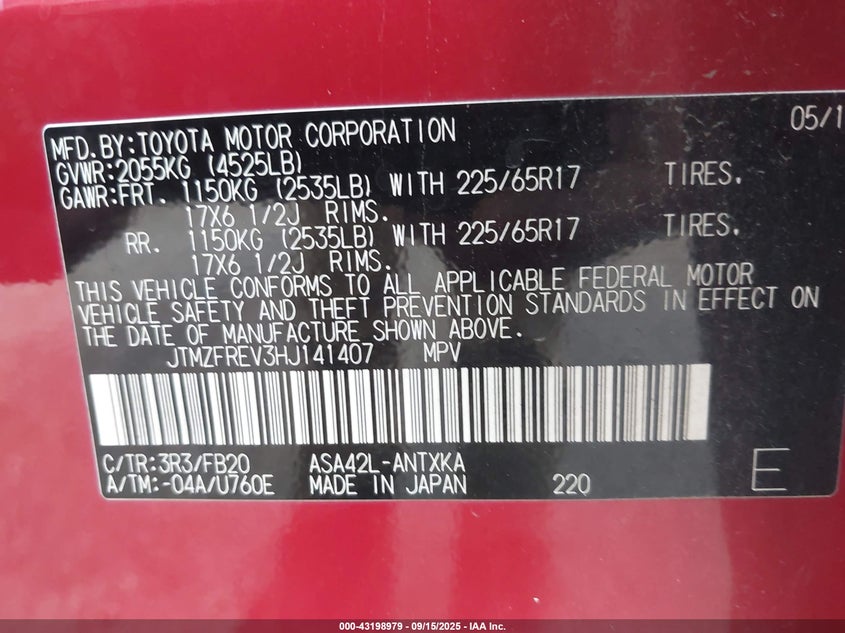 05/1
MFD.BY:TOYOTA MOTOR CORPORATION
GVWR:2055KG (4525LB)
GAWR:FRT. 1150KG (2535LB) WITH 225/65R17 TIRES.
17X6 1/2J RIMS.
RR. 1150KG (2535LB) WITH 225/65R17 TIRES.
17X6 1/2J RIMS.
THIS VEHICLE CONFORMS TO ALL APPLICABLE FEDERAL MOTOR
VEHICLE SAFETY AND THEFT PREVENTION STANDARDS IN EFFECT ON
THE DATE OF MANUFACTURE SHOWN ABOVE.
JTMZFREV3HJ141407 MPV
C/TR:3R3/FB20 ASA42L-ANTXKA
A/TM:-04A/U760E MADE IN JAPAN 220 E
000-43198979 - 09/15/2025 - IAA Inc.